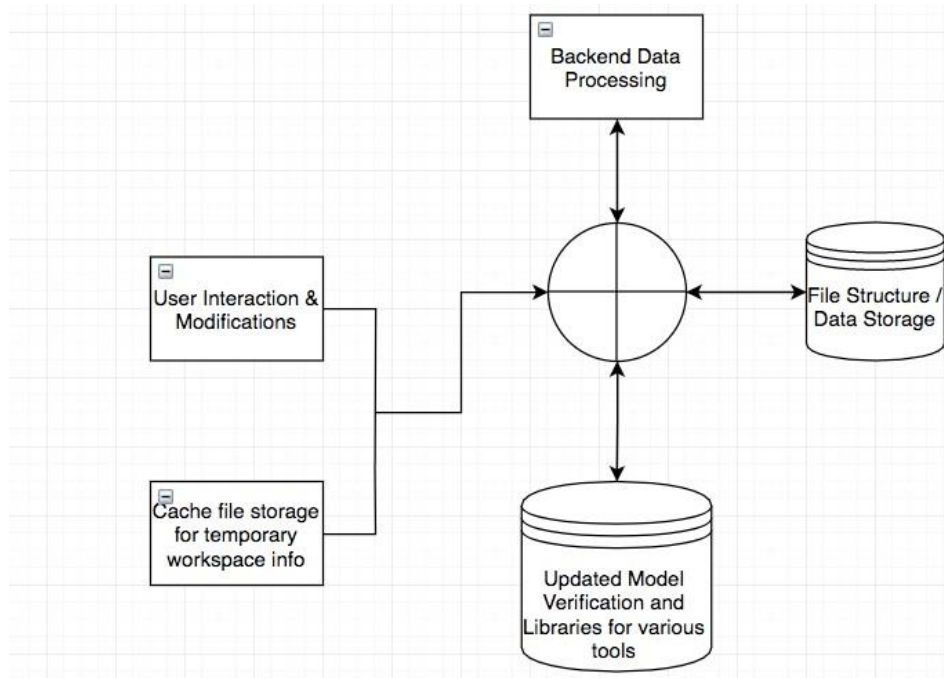 Backend Data
Processing
User Interaction &
Modifications
File Structure /
Data Storage
Cache file storage
for temporary
workspace info
Updated Model
Verification and
Libraries for various
tools